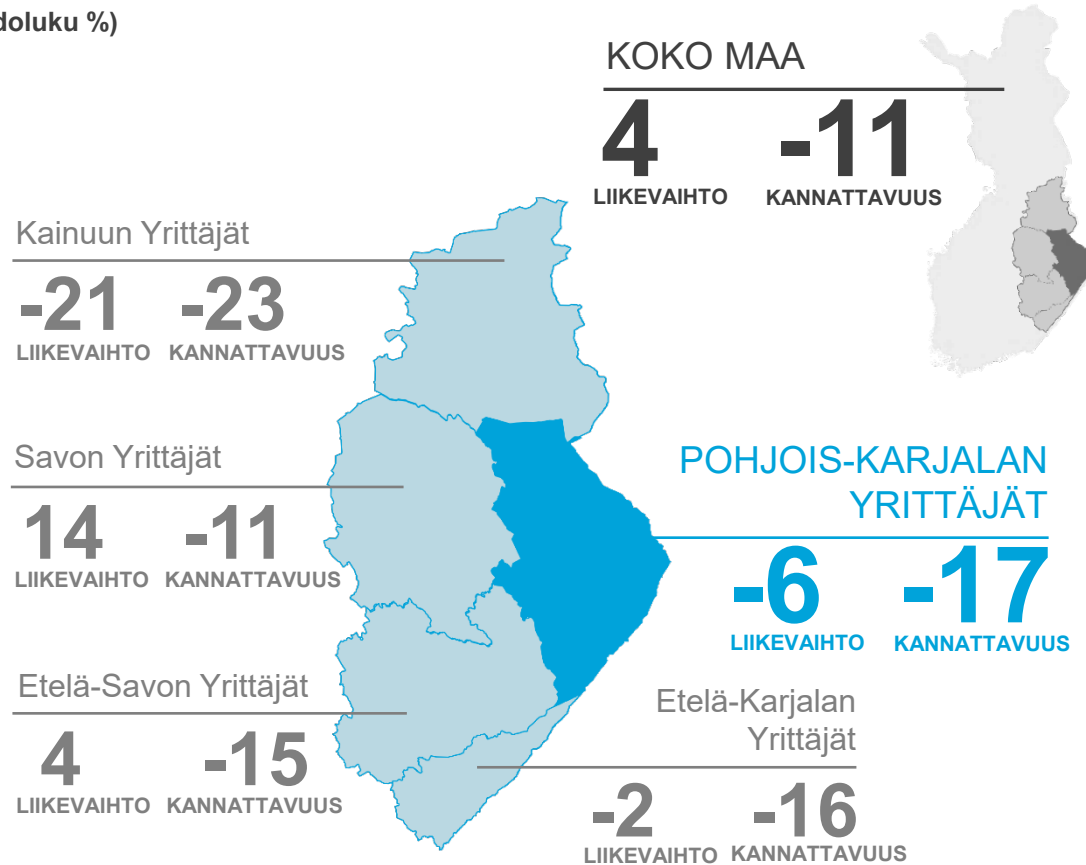 doluku %)
KOKO MAA
4 -11
LIIKEVAIHTO KANNATTAVUUS
Kainuun Yrittäjät
-21 -23
LIIKEVAIHTO KANNATTAVUUS
Savon Yrittäjät
14 -11
LIIKEVAIHTO KANNATTAVUUS
POHJOIS-KARJALAN
YRITTÄJÄT
-6 -17
LIIKEVAIHTO KANNATTAVUUS
Etelä-Savon Yrittäjät
4 -15
LIIKEVAIHTO KANNATTAVUUS
Etelä-Karjalan
Yrittäjät
-2 -16
LIIKEVAIHTO KANNATTAVUUS